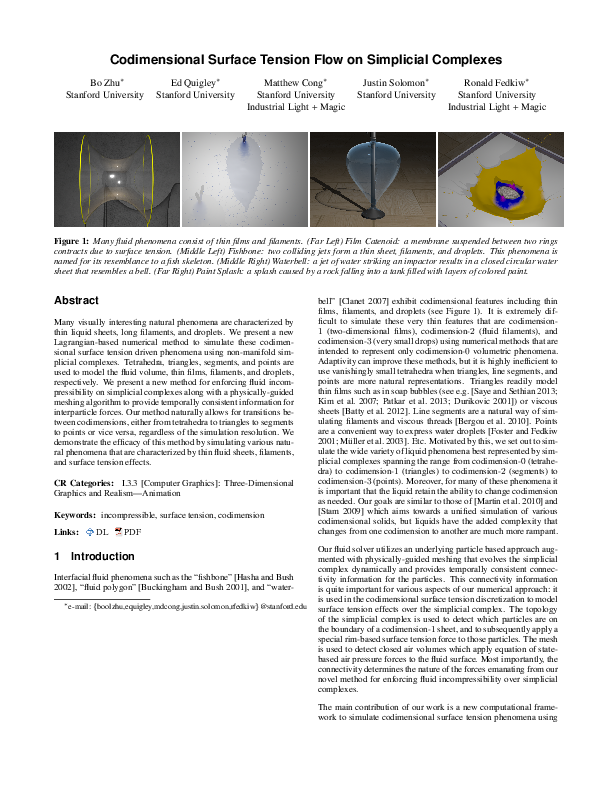 Codimensional Surface Tension Flow on Simplicial Complexes
Bo Zhu* Ed Quigley* Matthew Cong* Justin Solomon* Ronald Fedkiw*
Stanford University Stanford University Stanford University Stanford University Stanford University
Industrial Light + Magic Industrial Light + Magic
Figure 1: Many fluid phenomena consist of thin films and filaments. (Far Left) Film Catenoid: a membrane suspended between two rings
contracts due to surface tension. (Middle Left) Fishbone: two colliding jets form a thin sheet, filaments, and droplets. This phenomena is
named for its resemblance to a fish skeleton. (Middle Right) Waterbell: a jet of water striking an impactor results in a closed circular water
sheet that resembles a bell. (Far Right) Paint Splash: a splash caused by a rock falling into a tank filled with layers of colored paint.
Abstract
Many visually interesting natural phenomena are characterized by
thin liquid sheets, long filaments, and droplets. We present a new
Lagrangian-based numerical method to simulate these codimen-
sional surface tension driven phenomena using non-manifold sim-
plicial complexes. Tetrahedra, triangles, segments, and points are
used to model the fluid volume, thin films, filaments, and droplets,
respectively. We present a new method for enforcing fluid incom-
pressibility on simplicial complexes along with a physically-guided
meshing algorithm to provide temporally consistent information for
interparticle forces. Our method naturally allows for transitions be-
tween codimensions, either from tetrahedra to triangles to segments
to points or vice versa, regardless of the simulation resolution. We
demonstrate the efficacy of this method by simulating various natu-
ral phenomena that are characterized by thin fluid sheets, filaments,
and surface tension effects.
CR Categories: I.3.3 [Computer Graphics]: Three-Dimensional
Graphics and Realism—Animation
Keywords: incompressible, surface tension, codimension
Links: DL PDF
1 Introduction
Interfacial fluid phenomena such as the “fishbone” [Hasha and Bush
2002], “fluid polygon” [Buckingham and Bush 2001], and “water-
*e-mail: {boolzhu,equigley,mdcong,justin.solomon,rfedkiw}@stanford.edu
bell” [Clanet 2007] exhibit codimensional features including thin
films, filaments, and droplets (see Figure 1). It is extremely dif-
ficult to simulate these very thin features that are codimension-
1 (two-dimensional films), codimension-2 (fluid filaments), and
codimension-3 (very small drops) using numerical methods that are
intended to represent only codimension-0 volumetric phenomena.
Adaptivity can improve these methods, but it is highly inefficient to
use vanishingly small tetrahedra when triangles, line segments, and
points are more natural representations. Triangles readily model
thin films such as in soap bubbles (see e.g. [Saye and Sethian 2013;
Kim et al. 2007; Patkar et al. 2013; Durikovic 2001]) or viscous
sheets [Batty et al. 2012]. Line segments are a natural way of sim-
ulating filaments and viscous threads [Bergou et al. 2010]. Points
are a convenient way to express water droplets [Foster and Fedkiw
2001; Müller et al. 2003]. Etc. Motivated by this, we set out to sim-
ulate the wide variety of liquid phenomena best represented by sim-
plicial complexes spanning the range from codimension-0 (tetrahe-
dra) to codimension-1 (triangles) to codimension-2 (segments) to
codimension-3 (points). Moreover, for many of these phenomena it
is important that the liquid retain the ability to change codimension
as needed. Our goals are similar to those of [Martin et al. 2010] and
[Stam 2009] which aims towards a unified simulation of various
codimensional solids, but liquids have the added complexity that
changes from one codimension to another are much more rampant.
Our fluid solver utilizes an underlying particle based approach aug-
mented with physically-guided meshing that evolves the simplicial
complex dynamically and provides temporally consistent connec-
tivity information for the particles. This connectivity information
is quite important for various aspects of our numerical approach: it
is used in the codimensional surface tension discretization to model
surface tension effects over the simplicial complex. The topology
of the simplicial complex is used to detect which particles are on
the boundary of a codimension-1 sheet, and to subsequently apply a
special rim-based surface tension force to those particles. The mesh
is used to detect closed air volumes which apply equation of state-
based air pressure forces to the fluid surface. Most importantly, the
connectivity determines the nature of the forces emanating from our
novel method for enforcing fluid incompressibility over simplicial
complexes.
The main contribution of our work is a new computational frame-
work to simulate codimensional surface tension phenomena using